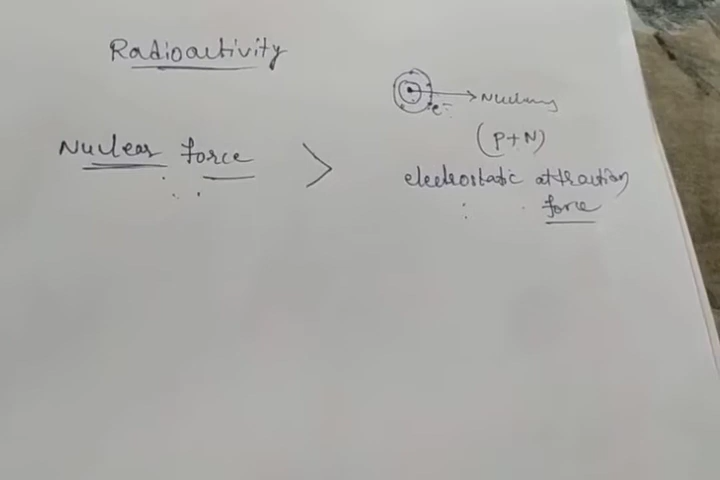 Radioactivity
e-
Nucleus
(P+N)
Nuclear force >
electrostatic attraction
force